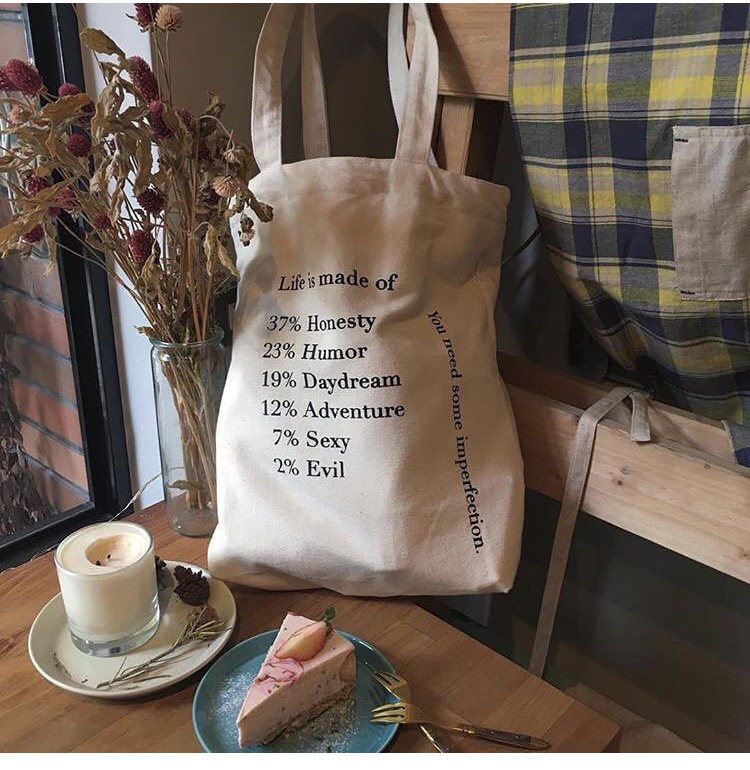 Life is made of
37% Honesty
23% Humor
19% Daydream
12% Adventure
7% Sexy
2% Evil
You need some imperfection.